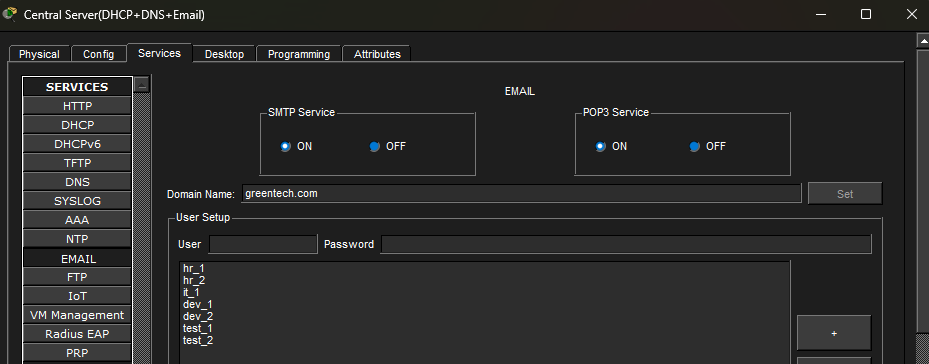 Central Server(DHCP+DNS+Email)
Physical Config Services Desktop Programming Attributes
SERVICES
HTTP
DHCP
DHCPv6
TFTP
DNS
SYSLOG
AAA
NTP
EMAIL
FTP
IoT
VM Management
Radius EAP
PRP
EMAIL
SMTP Service
ON OFF
POP3 Service
ON OFF
Domain Name: greentech.com Set
User Setup
User Password
hr_1
hr_2
it_1
dev_1
dev_2
test_1
test_2
+